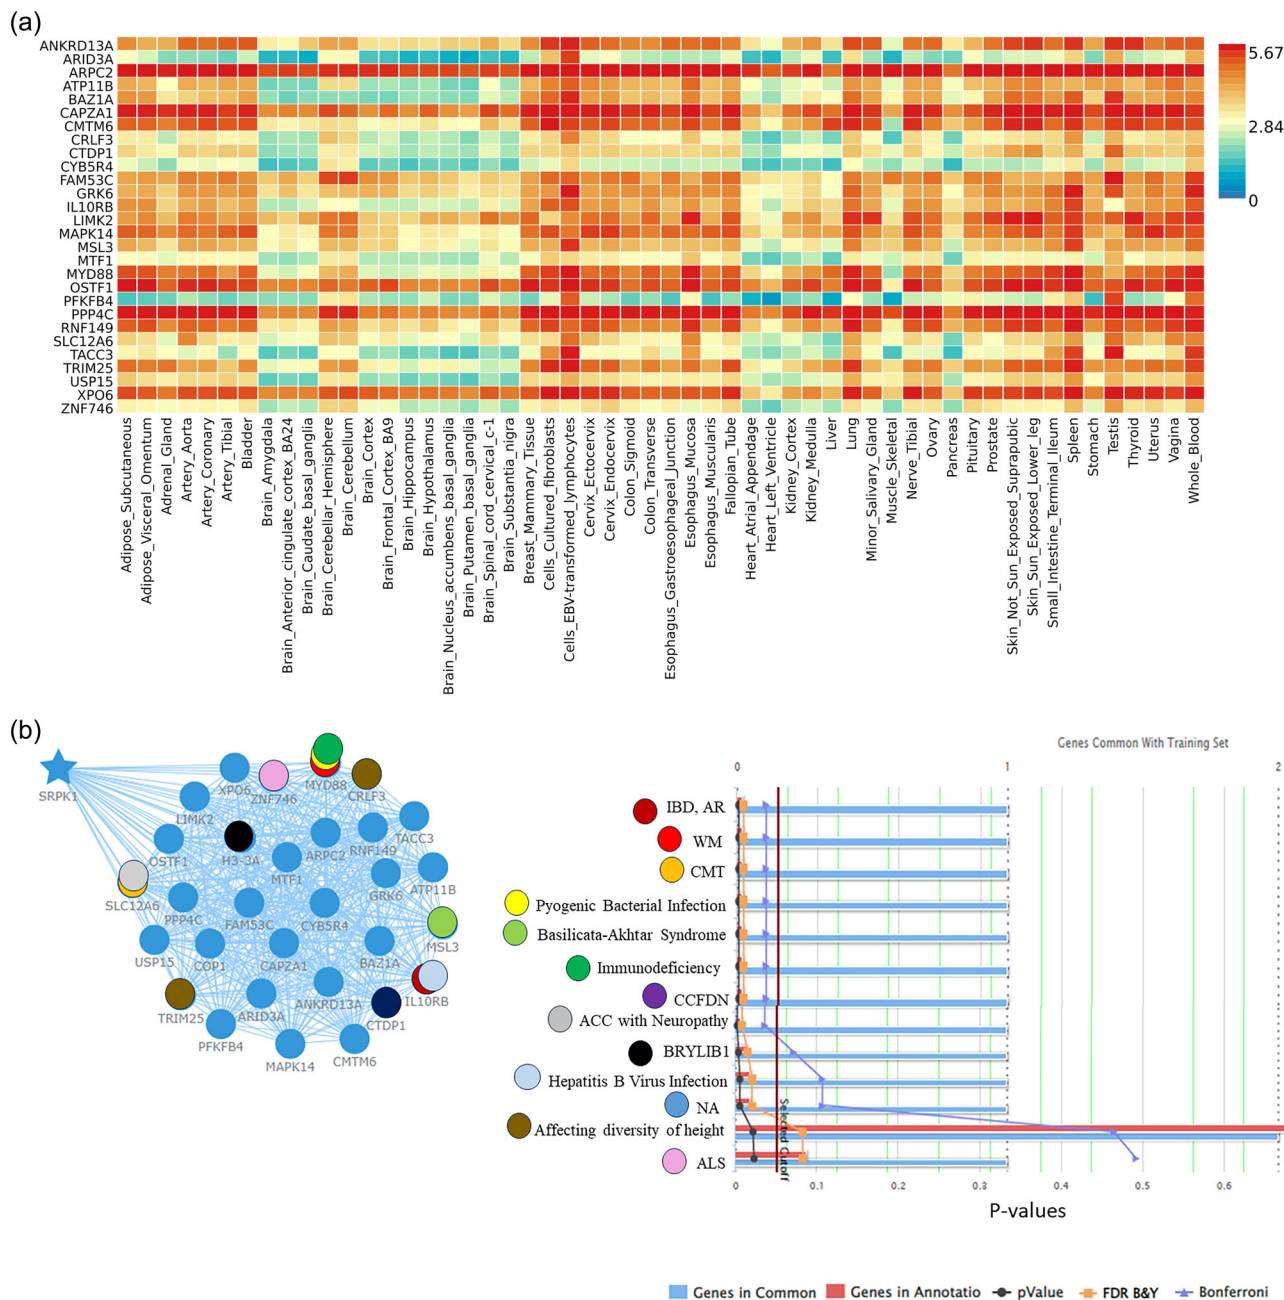 (a)
ANKRD13A
ARID3A
ARPC2
ATP11B
BAZ1A
CAPZA1
CMTM6
CRLF3
CTDP1
CYB5R4
FAM53C
GRK6
IL10RB
LIMK2
MAPK14
MSL3
MTF1
MYD88
OSTF1
PFKFB4
PPP4C
RNF149
SLC12A6
TACC3
TRIM25
USP15
XPO6
ZNF746
5.67
2.84
0
Adipose_Subcutaneous
Adipose_Visceral_Omentum
Adrenal_Gland
Artery_Aorta
Artery_Coronary
Artery_Tibial
Bladder
Brain_Amygdala
Brain_Anterior_cingulate_cortex_BA24
Brain_Caudate_basal_ganglia
Brain_Cerebellar_Hemisphere
Brain_Cerebellum
Brain_Cortex
Brain_Frontal_Cortex_BA9
Brain_Hippocampus
Brain_Hypothalamus
Brain_Nucleus_accumbens_basal_ganglia
Brain_Putamen_basal_ganglia
Brain_Spinal_cord_cervical_c-1
Brain_Substantia_nigra
Breast_Mammary_Tissue
Cells_Cultured_fibroblasts
Cells_EBV-transformed_lymphocytes
Cervix_Ectocervix
Cervix_Endocervix
Colon_Sigmoid
Colon_Transverse
Esophagus_Gastroesophageal_Junction
Esophagus_Mucosa
Esophagus_Muscularis
Fallopian_Tube
Heart_Atrial_Appendage
Heart_Left_Ventricle
Kidney_Cortex
Kidney_Medulla
Liver
Lung
Minor_Salivary_Gland
Muscle_Skeletal
Nerve_Tibial
Ovary
Pancreas
Pituitary
Prostate
Skin_Not_Sun_Exposed_Suprapubic
Skin_Sun_Exposed_Lower_leg
Small_Intestine_Terminal_Ileum
Spleen
Stomach
Testis
Thyroid
Uterus
Vagina
Whole_Blood
(b)
SRPK1
XPO6
ZNF746
MYD88
CRLF3
LIMK2
TACC3
OSTF1
H3-3A
ARPC2
RNF149
MTF1
GRK6
ATP11B
SLC12A6
PPP4C
FAM53C
CYB5R4
MSL3
USP15
COP1
CAPZA1
BAZ1A
IL10RB
ANKRD13A
CTDP1
TRIM25
ARID3A
PFKFB4
MAPK14
CMTM6
Genes Common With Training Set
0 1 2
IBD, AR
WM
CMT
Pyogenic Bacterial Infection
Basilicata-Akhtar Syndrome
Immunodeficiency
CCFDN
ACC with Neuropathy
BRYLIB1
Hepatitis B Virus Infection
NA
Affecting diversity of height
ALS
Selected Cutoff
0 0.1 0.2 0.3 0.4 0.5 0.6
P-values
Genes in Common Genes in Annotatio pValue FDR B&Y Bonferroni